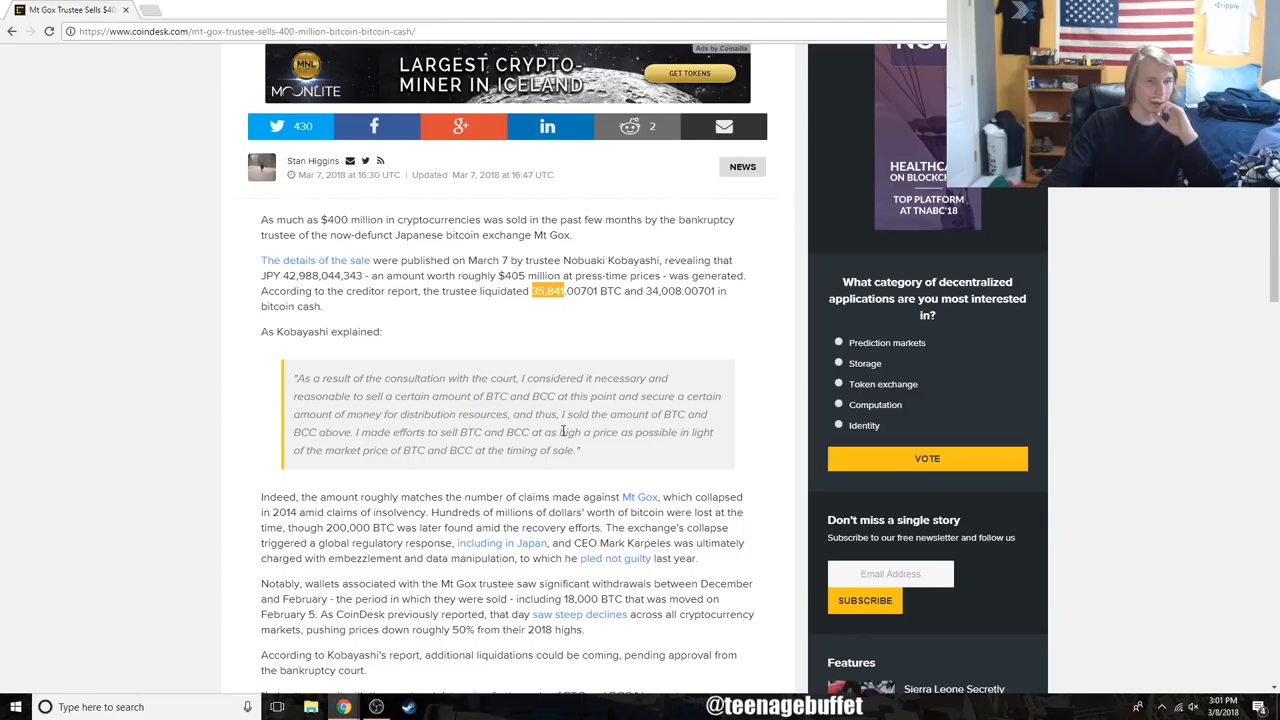 Mt Gox Trustee Sells $40
https://www.coindesk.com/mt-gox-trustee-sells-400-million-bitcoin-bitcoin-cash/
Ads by Coinzilla
MNL
MOONLITE
LARGEST CRYPTO-
MINER IN ICELAND
GET TOKENS
430
2
Stan Higgins
Mar 7, 2018 at 16:30 UTC | Updated Mar 7, 2018 at 16:47 UTC
NEWS
As much as $400 million in cryptocurrencies was sold in the past few months by the bankruptcy
trustee of the now-defunct Japanese bitcoin exchange Mt Gox.
The details of the sale were published on March 7 by trustee Nobuaki Kobayashi, revealing that
JPY 42,988,044,343 - an amount worth roughly $405 million at press-time prices - was generated.
According to the creditor report, the trustee liquidated 35,841.00701 BTC and 34,008.00701 in
bitcoin cash.
As Kobayashi explained:
"As a result of the consultation with the court, I considered it necessary and
reasonable to sell a certain amount of BTC and BCC at this point and secure a certain
amount of money for distribution resources, and thus, I sold the amount of BTC and
BCC above. I made efforts to sell BTC and BCC at as high a price as possible in light
of the market price of BTC and BCC at the timing of sale."
Indeed, the amount roughly matches the number of claims made against Mt Gox, which collapsed
in 2014 amid claims of insolvency. Hundreds of millions of dollars' worth of bitcoin were lost at the
time, though 200,000 BTC was later found amid the recovery efforts. The exchange's collapse
triggered a global regulatory response, including in Japan, and CEO Mark Karpeles was ultimately
charged with embezzlement and data manipulation, to which he pled not guilty last year.
Notably, wallets associated with the Mt Gox trustee saw significant withdrawals between December
and February - the period in which they were sold - including 18,000 BTC that was moved on
February 5. As CoinDesk previously reported, that day saw steep declines across all cryptocurrency
markets, pushing prices down roughly 50% from their 2018 highs.
According to Kobayashi's report, additional liquidations could be coming, pending approval from
the bankruptcy court.
HEALTHCA
ON BLOCKCH
TOP PLATFORM
AT TNABC'18
What category of decentralized
applications are you most interested
in?
Prediction markets
Storage
Token exchange
Computation
Identity
VOTE
Don't miss a single story
Subscribe to our free newsletter and follow us
Email Address
SUBSCRIBE
Features
Sierra Leone Secretly
ripple
@teenagebuffet
Type here to search
3:01 PM
3/8/2018
4